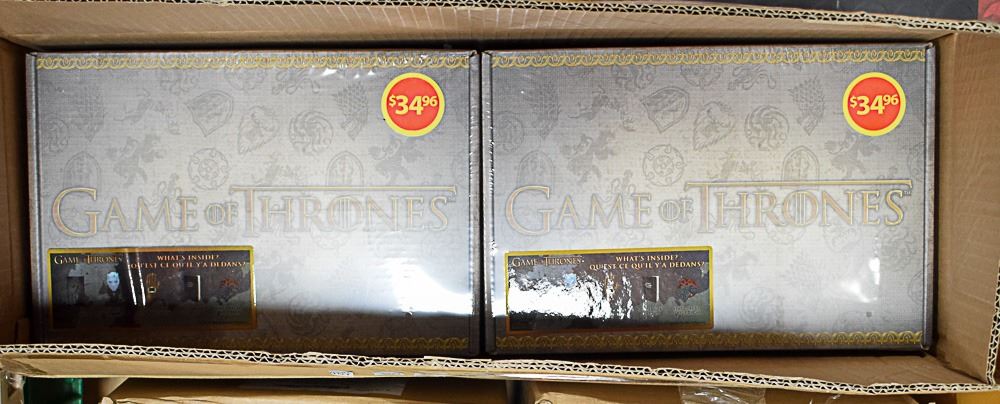 $34.96
GAME OF THRONES
GAME OF THRONES
WHAT'S INSIDE?
QU'EST CE QU'IL Y'A DEDANS?
$34.96
GAME OF THRONES
GAME OF THRONES
WHAT'S INSIDE?
QU'EST CE QU'IL Y'A DEDANS?